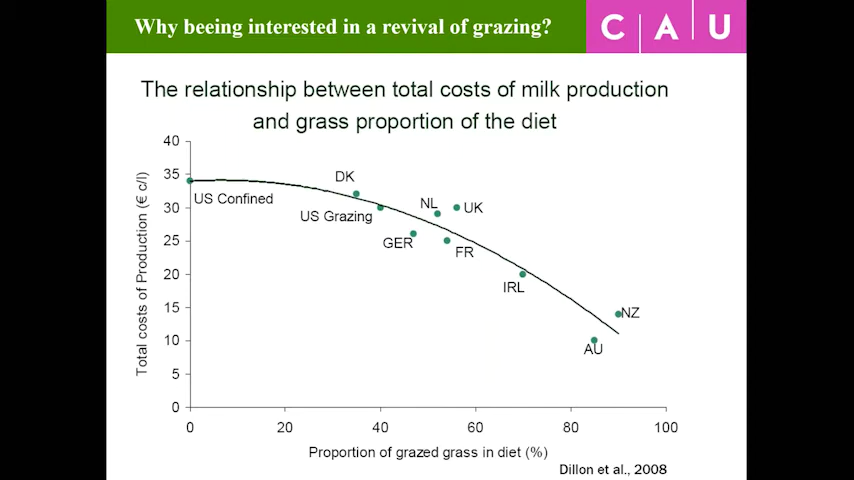 Why beeing interested in a revival of grazing?
C A U
The relationship between total costs of milk production
and grass proportion of the diet
Total costs of Production (€ c/l)
40
35
30
25
20
15
10
5
0
US Confined
DK
US Grazing
GER
NL
UK
FR
IRL
AU
NZ
0 20 40 60 80 100
Proportion of grazed grass in diet (%)
Dillon et al., 2008